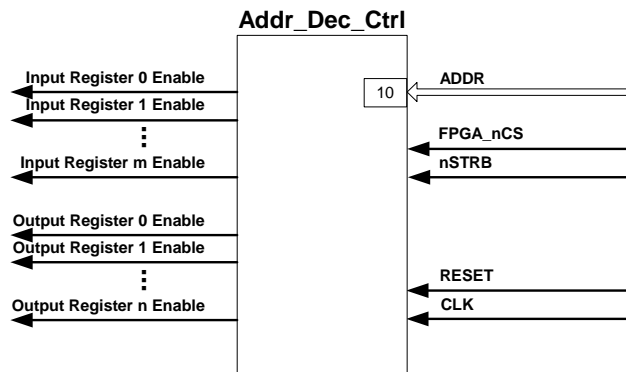 Addr_Dec_Ctrl
Input Register 0 Enable
10
ADDR
Input Register 1 Enable
FPGA_nCS
Input Register m Enable
nSTRB
Output Register 0 Enable
Output Register 1 Enable
RESET
Output Register n Enable
CLK